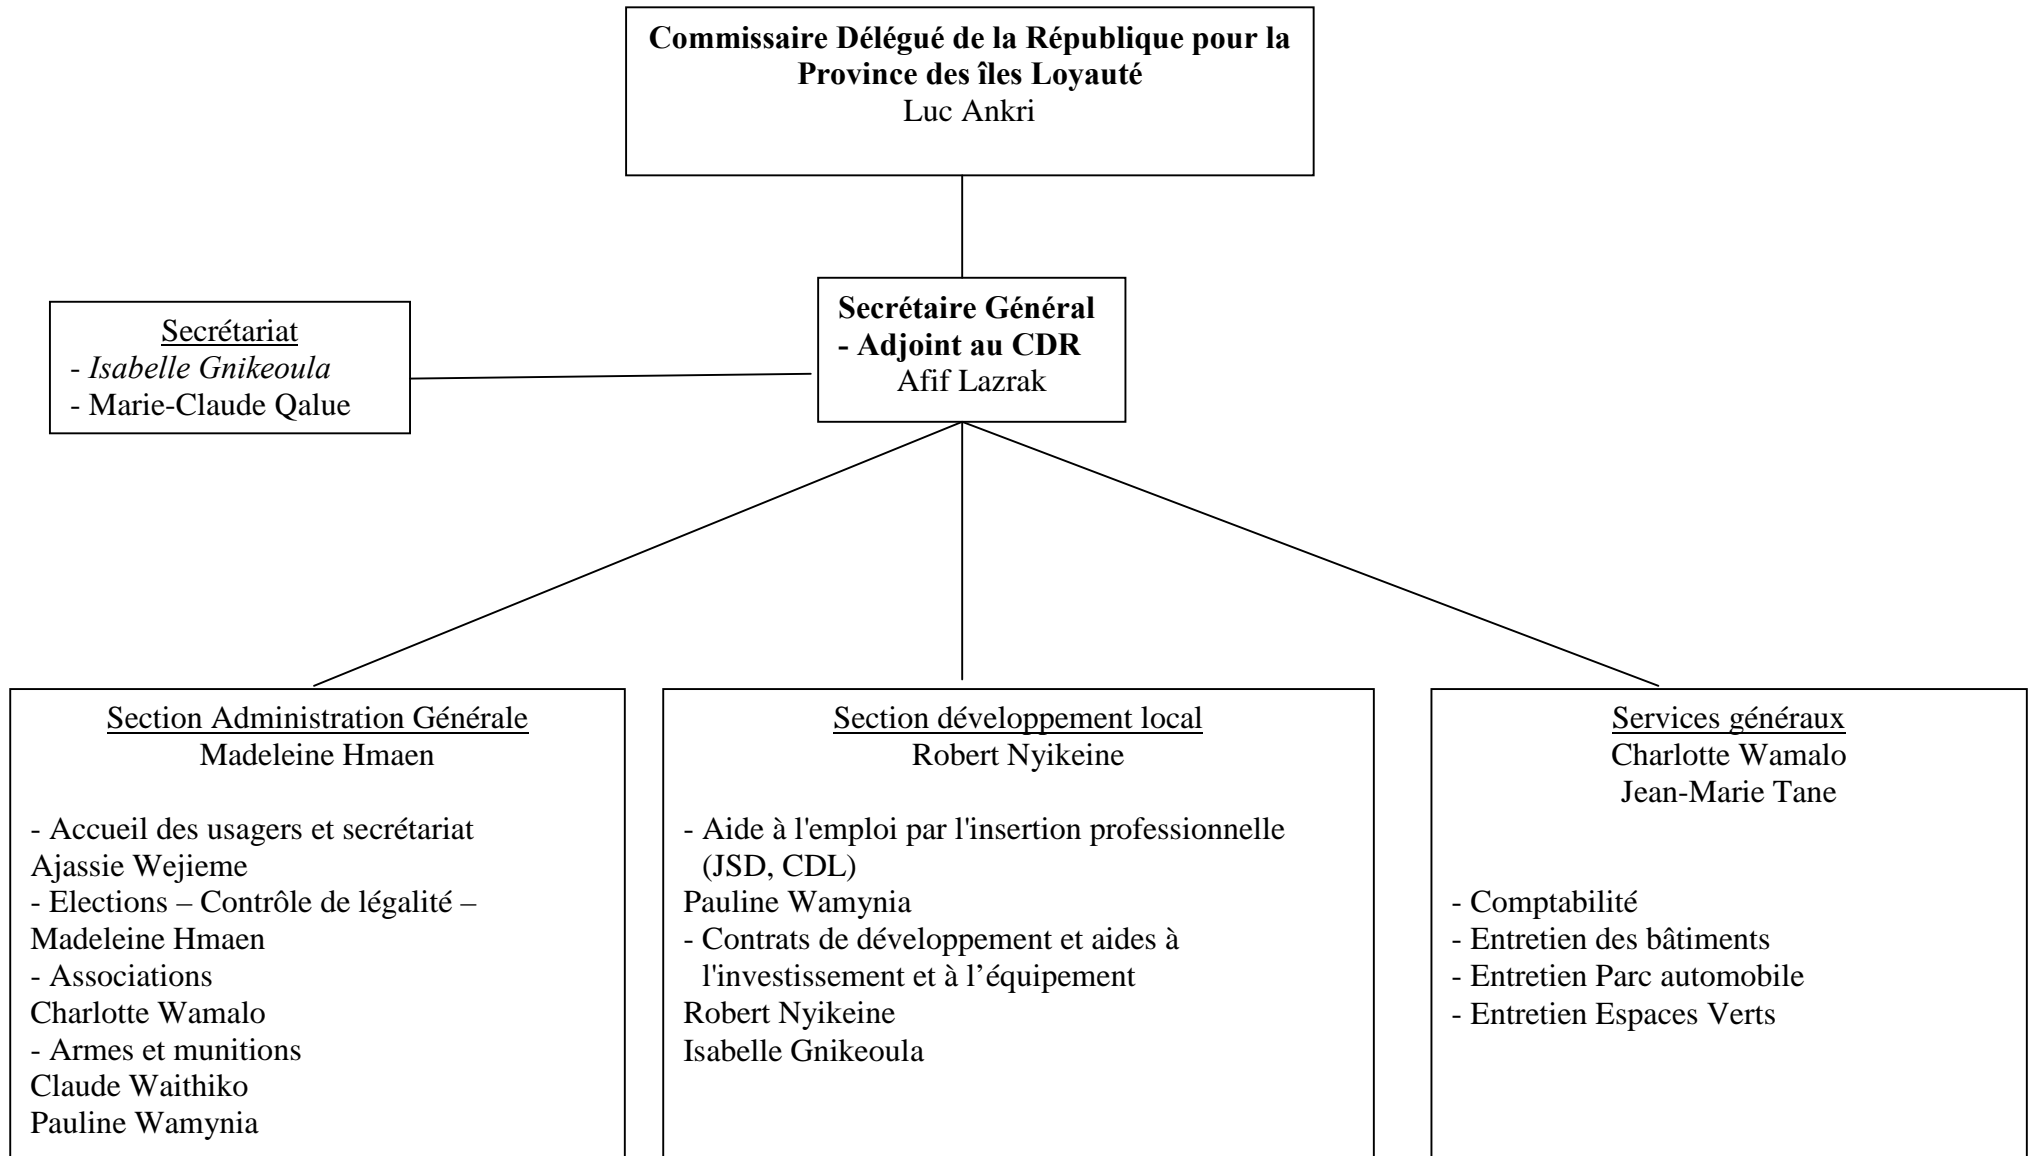 Commissaire Délégué de la République pour la
Province des îles Loyauté
Luc Ankri
Secrétaire Général
- Adjoint au CDR
Afif Lazrak
Secrétariat
- Isabelle Gnikeoula
- Marie-Claude Qalue
Section Administration Générale
Madeleine Hmaen
- Accueil des usagers et secrétariat
Ajassie Wejieme
- Elections – Contrôle de légalité –
Madeleine Hmaen
- Associations
Charlotte Wamalo
- Armes et munitions
Claude Waithiko
Pauline Wamynia
Section développement local
Robert Nyikeine
- Aide à l'emploi par l'insertion professionnelle
(JSD, CDL)
Pauline Wamynia
- Contrats de développement et aides à
l'investissement et à l’équipement
Robert Nyikeine
Isabelle Gnikeoula
Services généraux
Charlotte Wamalo
Jean-Marie Tane
- Comptabilité
- Entretien des bâtiments
- Entretien Parc automobile
- Entretien Espaces Verts